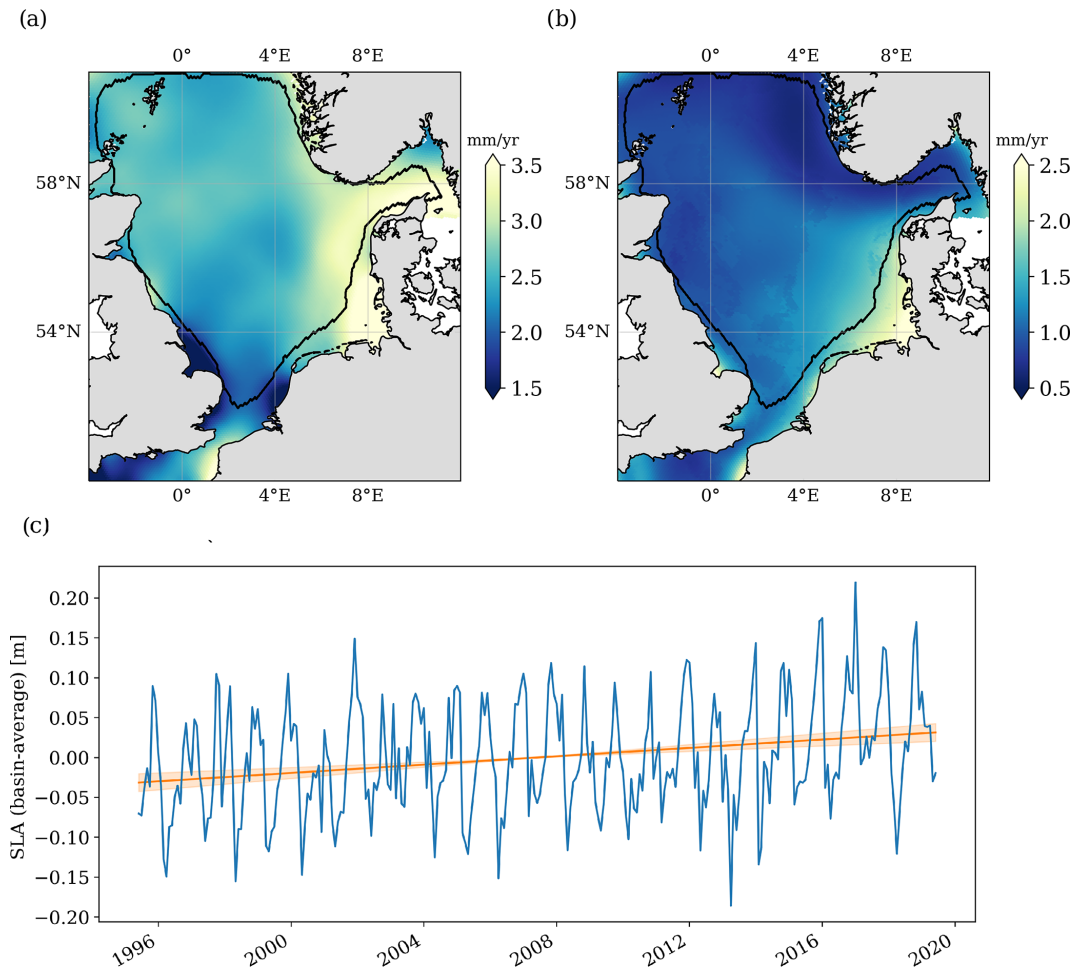 (a)
(b)
0° 4°E 8°E
0° 4°E 8°E
mm/yr
mm/yr
58°N
54°N
3.5
3.0
2.5
2.0
1.5
58°N
54°N
2.5
2.0
1.5
1.0
0.5
0° 4°E 8°E
0° 4°E 8°E
(c)
SLA (basin-average) [m]
0.20
0.15
0.10
0.05
0.00
−0.05
−0.10
−0.15
−0.20
1996 2000 2004 2008 2012 2016 2020